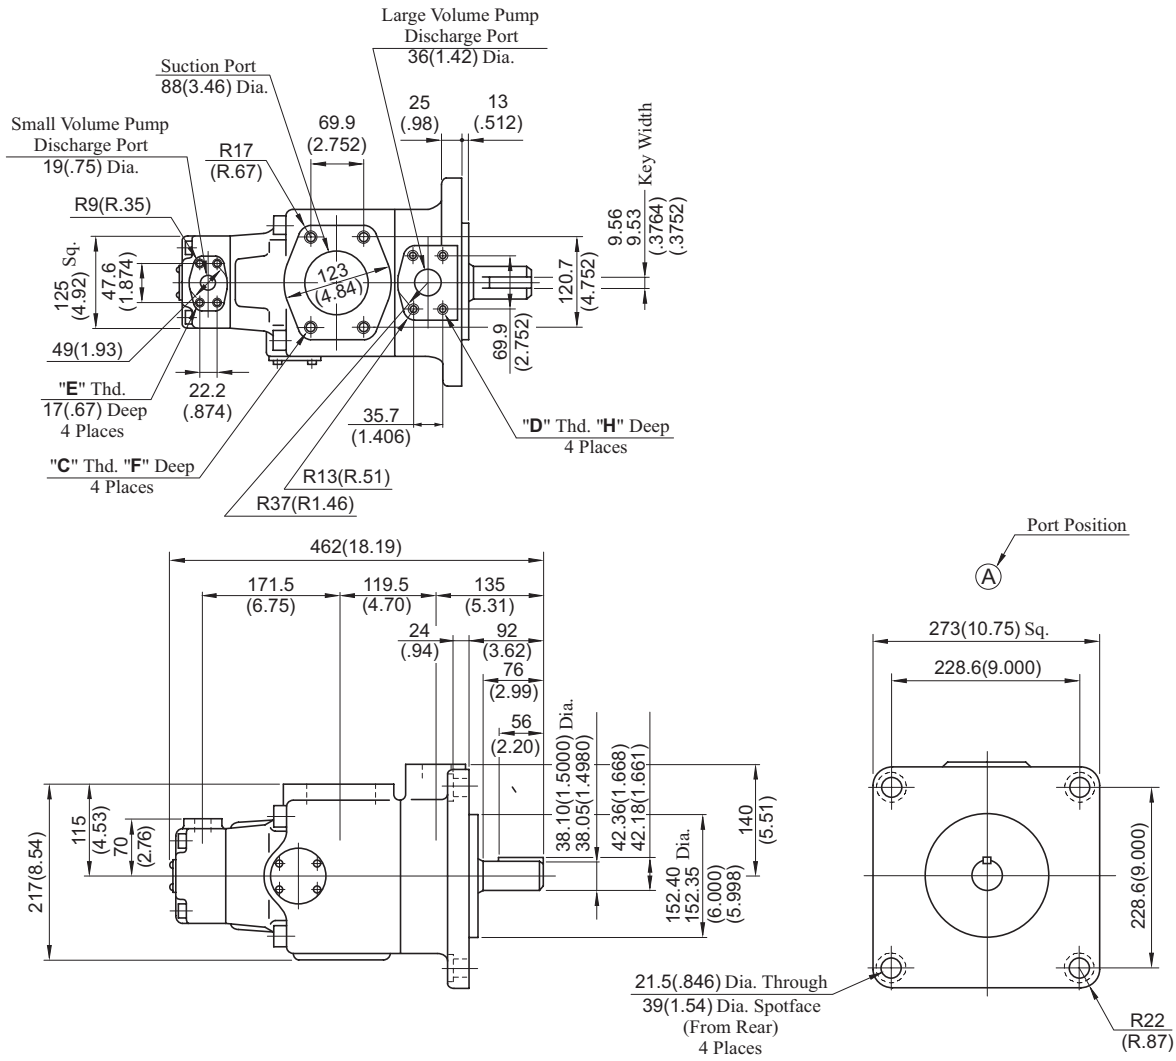 Large Volume Pump
Discharge Port
36(1.42) Dia.
Suction Port
88(3.46) Dia.
Small Volume Pump
Discharge Port
19(.75) Dia.
R9(R.35)
R17
(R.67)
69.9
(2.752)
25
(.98)
13
(.512)
Key Width
9.56
9.53
(.3764)
(.3752)
125
(4.92)
Sq.
47.6
(1.874)
123
(4.84)
120.7
(4.752)
69.9
(2.752)
49(1.93)
22.2
(.874)
"E" Thd.
17(.67) Deep
4 Places
35.7
(1.406)
"D" Thd. "H" Deep
4 Places
"C" Thd. "F" Deep
4 Places
R13(R.51)
R37(R1.46)
462(18.19)
171.5
(6.75)
119.5
(4.70)
135
(5.31)
24
(.94)
92
(3.62)
76
(2.99)
56
(2.20)
217(8.54)
115
(4.53)
70
(2.76)
38.10(1.5000) Dia.
38.05(1.4980)
42.36(1.668)
42.18(1.661)
152.40 Dia.
152.35
(6.000)
(5.998)
140
(5.51)
Port Position
A
273(10.75) Sq.
228.6(9.000)
228.6(9.000)
21.5(.846) Dia. Through
39(1.54) Dia. Spotface
(From Rear)
4 Places
R22
(R.87)